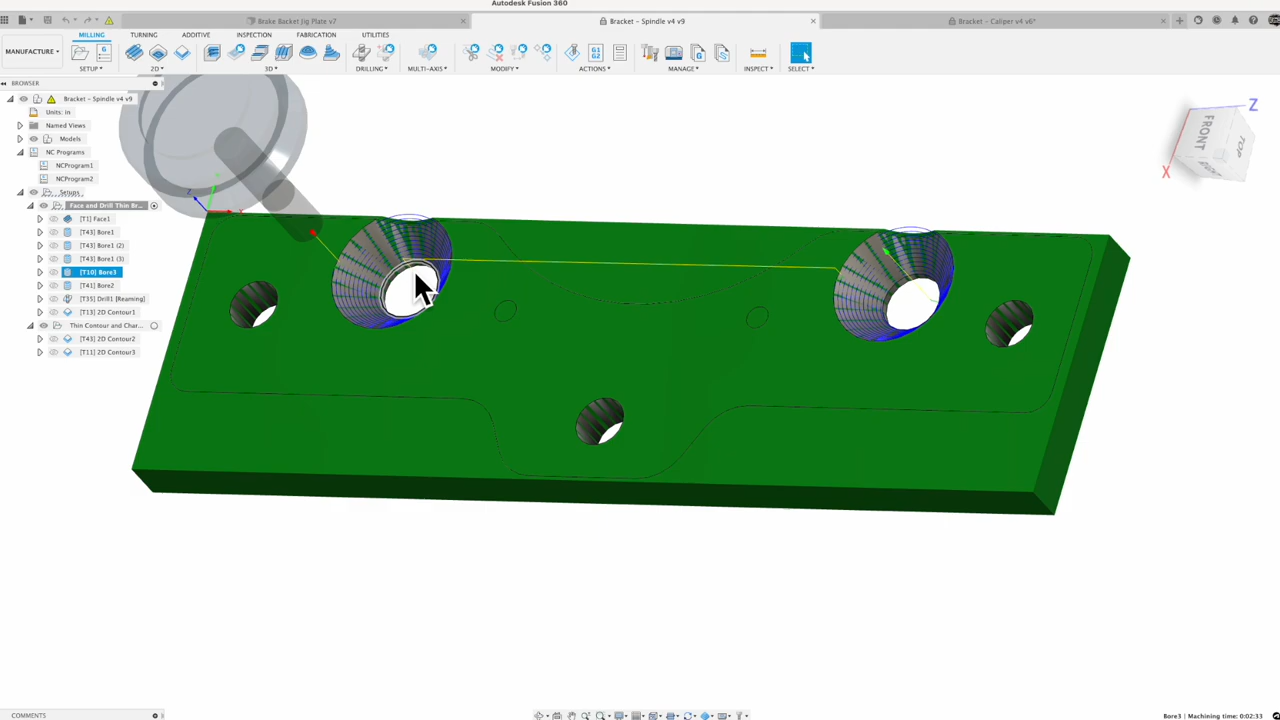 Autodesk Fusion 360
Brake Backet Jig Plate v7
Bracket - Spindle v4 v9
Bracket - Caliper v4 v6*
MANUFACTURE
MILLING
TURNING
ADDITIVE
INSPECTION
FABRICATION
UTILITIES
SETUP
2D
3D
DRILLING
MULTI-AXIS
MODIFY
ACTIONS
MANAGE
INSPECT
SELECT
BROWSER
Bracket - Spindle v4 v9
Units: in
Named Views
Models
NC Programs
NCProgram1
NCProgram2
Setups
Face and Drill Thin Br...
[T1] Face1
[T43] Bore1
[T43] Bore1 (2)
[T43] Bore1 (3)
[T10] Bore3
[T41] Bore2
[T35] Drill1 [Reaming]
[T13] 2D Contour1
Thin Contour and Char...
[T43] 2D Contour2
[T11] 2D Contour3
Z
X
FRONT
TOP
Z
X
COMMENTS
Bore3 | Machining time: 0:02:33